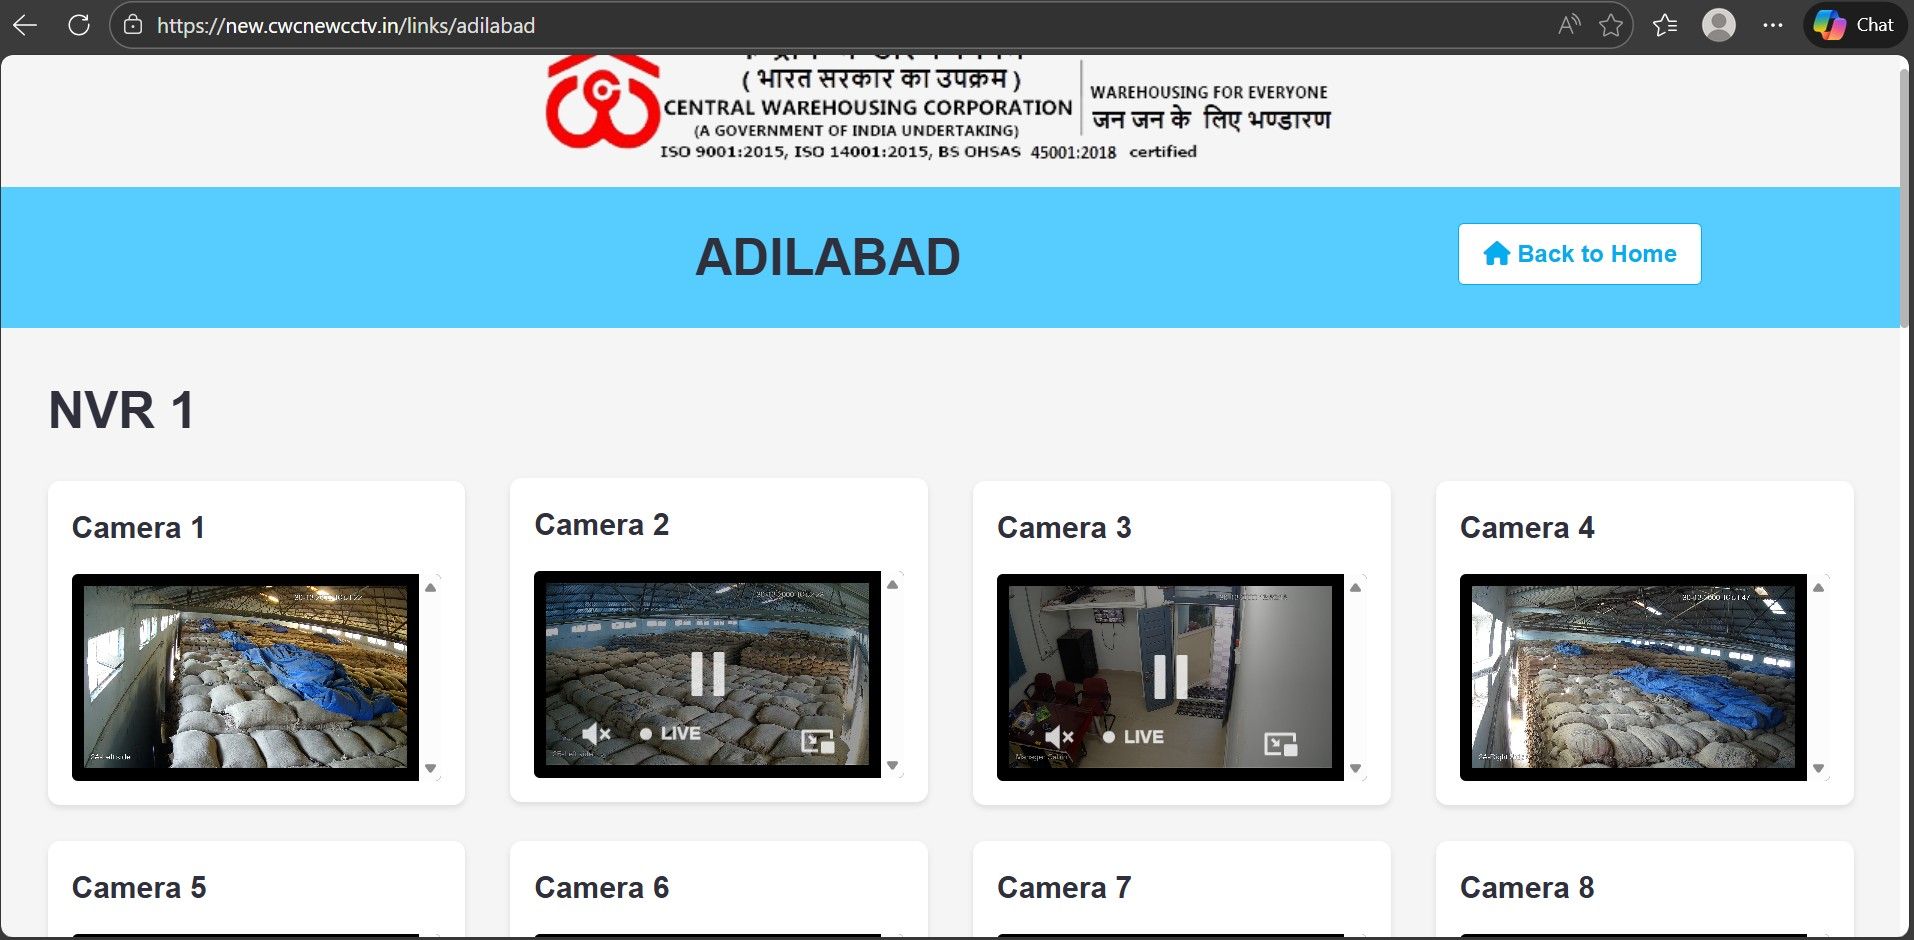 https://new.cwcnewcctv.in/links/adilabad
Chat
( भारत सरकार का उपक्रम )
CENTRAL WAREHOUSING CORPORATION
(A GOVERNMENT OF INDIA UNDERTAKING)
ISO 9001:2015, ISO 14001:2015, BS OHSAS 45001:2018 certified
WAREHOUSING FOR EVERYONE
जन जन के लिए भण्डारण
ADILABAD
Back to Home
NVR 1
Camera 1
Camera 2
Camera 3
Camera 4
LIVE
LIVE
Manager Cabin
Camera 5
Camera 6
Camera 7
Camera 8